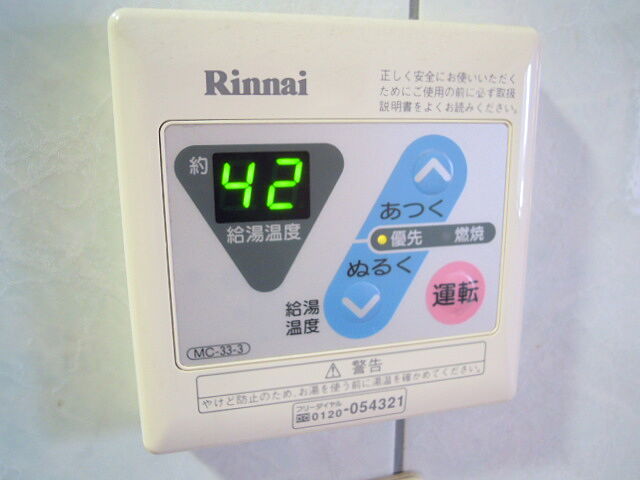 Rinnai
正しく安全にお使いいただく
ためにご使用の前に必ず取扱
説明書をよくお読みください。
約
42
給湯温度
あつく
優先 燃焼
ぬるく
給湯
温度
運転
MC-33-3
警告
やけど防止のため、お湯を使う前に湯温を確かめてください。
フリーダイヤル
0120-054321